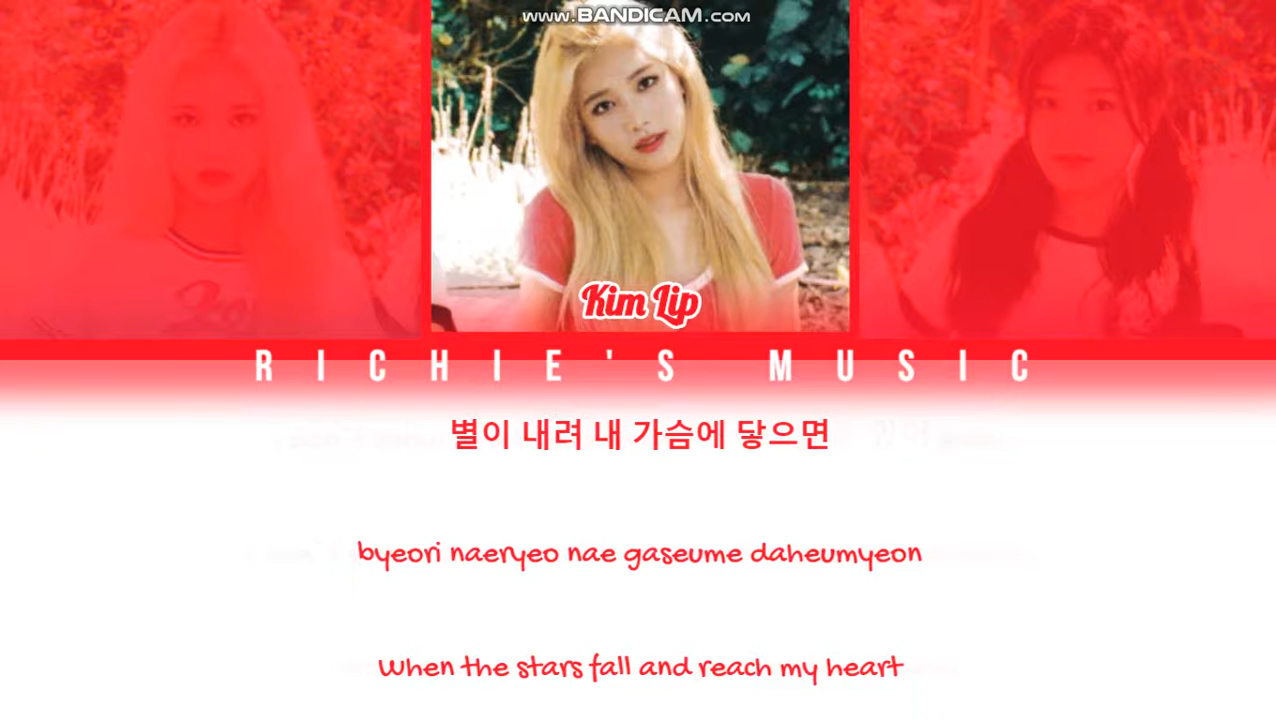 www.BANDICAM.com
Kim Lip
RICHIE'S MUSIC
별이 내려 내 가슴에 닿으면
byeori naeryeo nae gaseume daheumyeon
When the stars fall and reach my heart